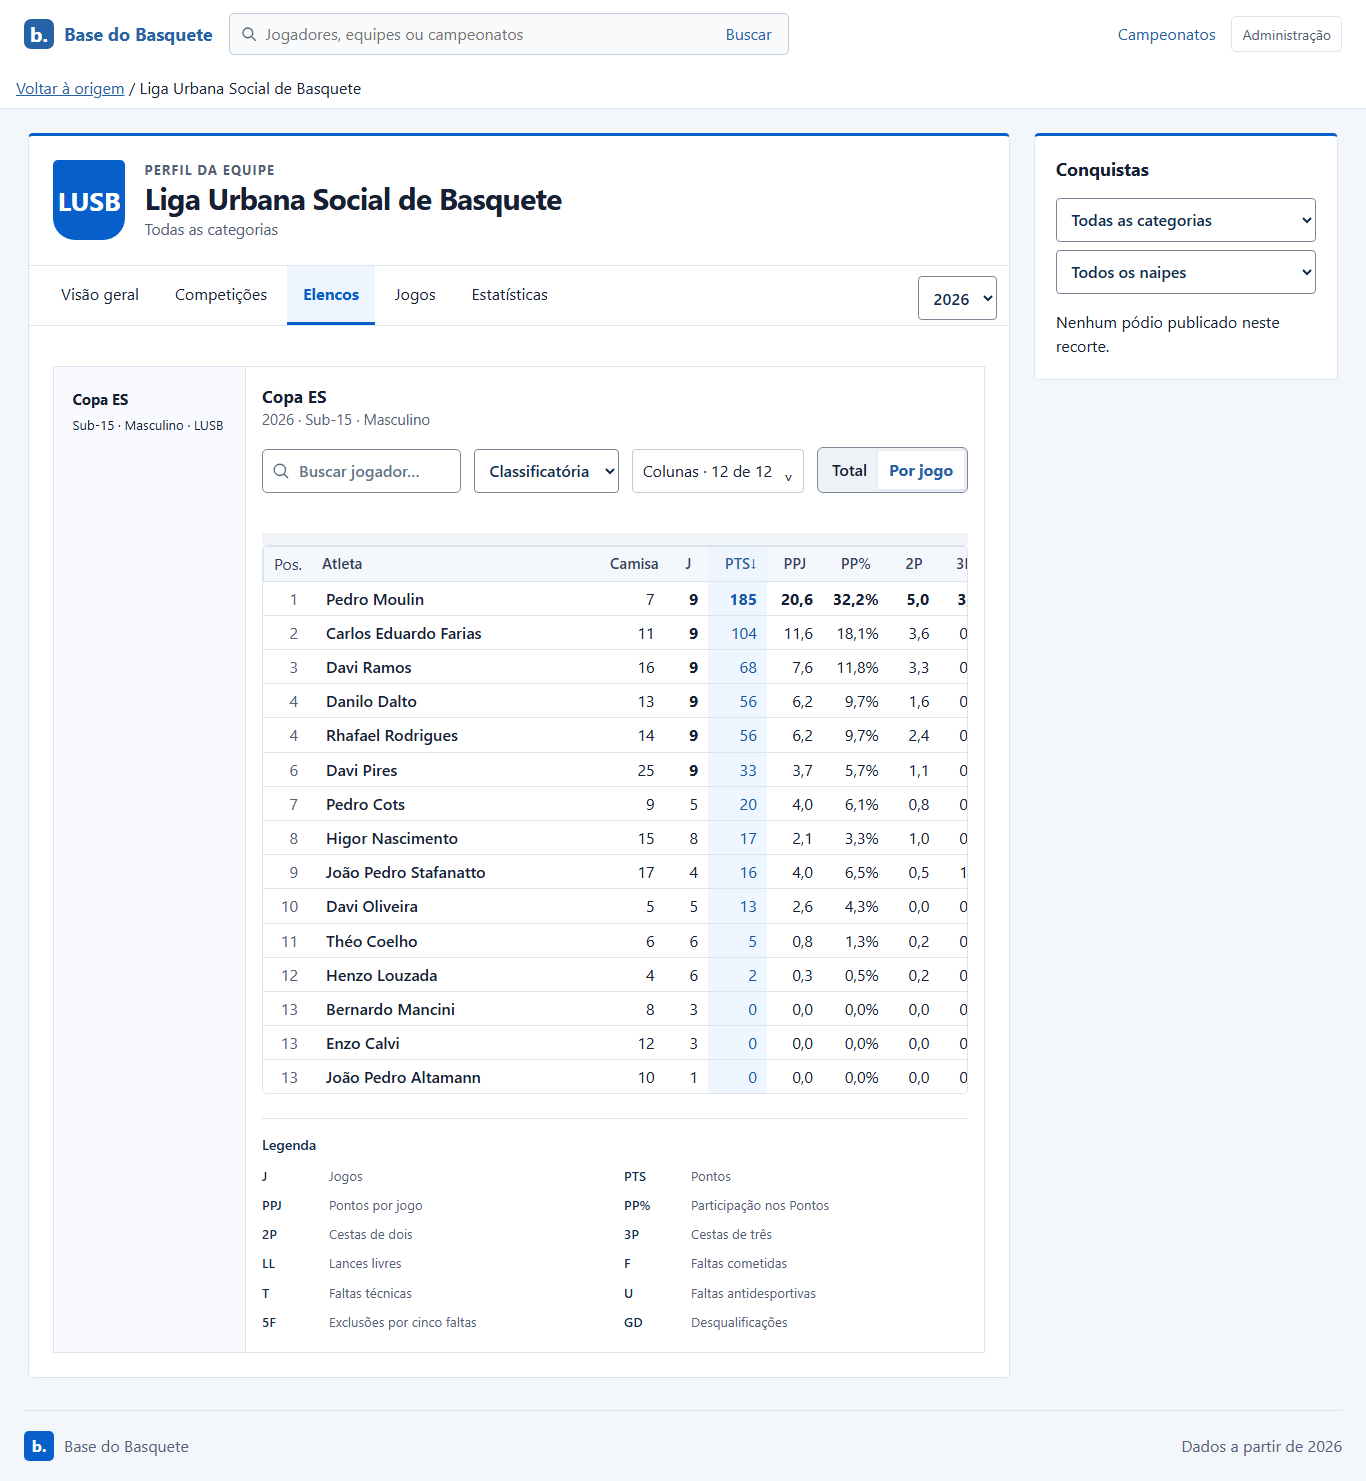 b. Base do Basquete
Jogadores, equipes ou campeonatos
Buscar
Campeonatos
Administração
Voltar à origem / Liga Urbana Social de Basquete
LUSB
PERFIL DA EQUIPE
Liga Urbana Social de Basquete
Todas as categorias
Visão geral
Competições
Elencos
Jogos
Estatísticas
2026
Copa ES
Sub-15 · Masculino · LUSB
Copa ES
2026 · Sub-15 · Masculino
Buscar jogador...
Classificatória
Colunas · 12 de 12 v
Total
Por jogo
Pos. Atleta Camisa J PTS↓ PPJ PP% 2P
1 Pedro Moulin 7 9 185 20,6 32,2% 5,0 3,
2 Carlos Eduardo Farias 11 9 104 11,6 18,1% 3,6 0
3 Davi Ramos 16 9 68 7,6 11,8% 3,3 0
4 Danilo Dalto 13 9 56 6,2 9,7% 1,6 0
4 Rhafael Rodrigues 14 9 56 6,2 9,7% 2,4 0
6 Davi Pires 25 9 33 3,7 5,7% 1,1 0
7 Pedro Cots 9 5 20 4,0 6,1% 0,8 0
8 Higor Nascimento 15 8 17 2,1 3,3% 1,0 0
9 João Pedro Stafanatto 17 4 16 4,0 6,5% 0,5 1
10 Davi Oliveira 5 5 13 2,6 4,3% 0,0 0
11 Théo Coelho 6 6 5 0,8 1,3% 0,2 0
12 Henzo Louzada 4 6 2 0,3 0,5% 0,2 0
13 Bernardo Mancini 8 3 0 0,0 0,0% 0,0 0
13 Enzo Calvi 12 3 0 0,0 0,0% 0,0 0
13 João Pedro Altamann 10 1 0 0,0 0,0% 0,0 0
Legenda
J Jogos PTS Pontos
PPJ Pontos por jogo PP% Participação nos Pontos
2P Cestas de dois 3P Cestas de três
LL Lances livres F Faltas cometidas
T Faltas técnicas U Faltas antidesportivas
5F Exclusões por cinco faltas GD Desqualificações
Conquistas
Todas as categorias
Todos os naipes
Nenhum pódio publicado neste
recorte.
b. Base do Basquete
Dados a partir de 2026